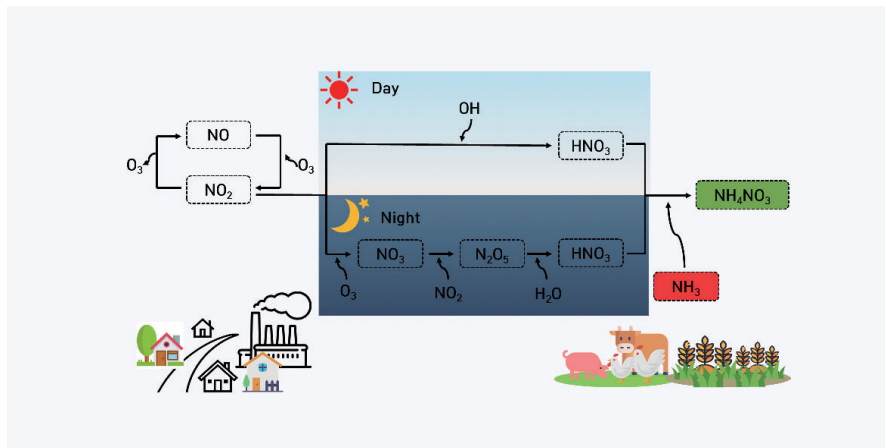 Day
OH
NO
HNO₃
O₃
O₃
NO₂
NH₄NO₃
Night
NO₃
N₂O₅
HNO₃
O₃
NO₂
H₂O
NH₃